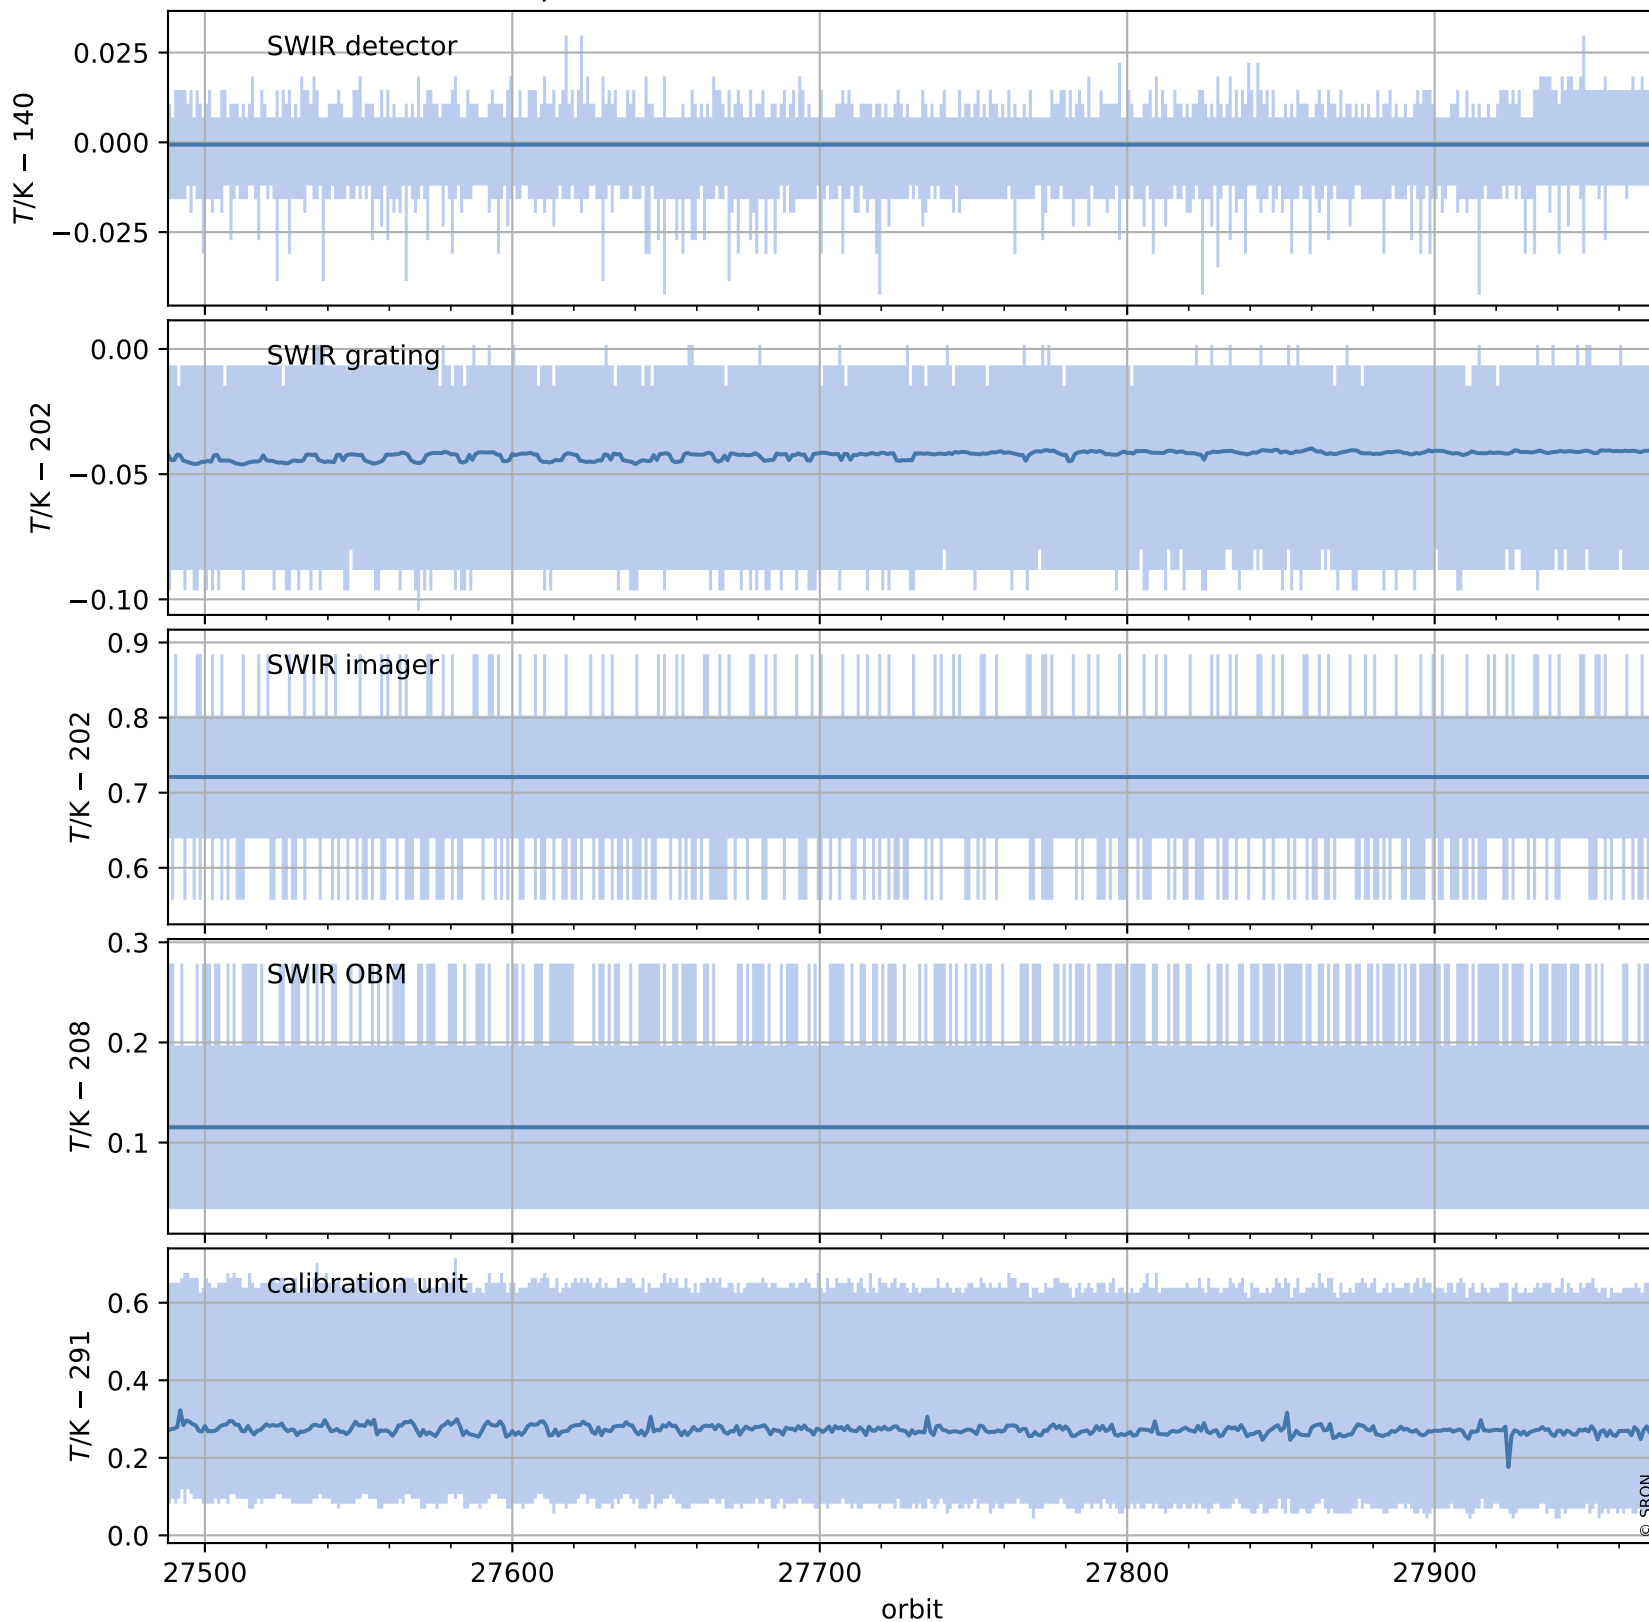 SWIR detector
T/K − 140
0.025
0.000
−0.025
SWIR grating
T/K − 202
0.00
−0.05
−0.10
SWIR imager
T/K − 202
0.9
0.8
0.7
0.6
SWIR OBM
T/K − 208
0.3
0.2
0.1
calibration unit
T/K − 291
0.6
0.4
0.2
0.0
© SRON
27500 27600 27700 27800 27900
orbit